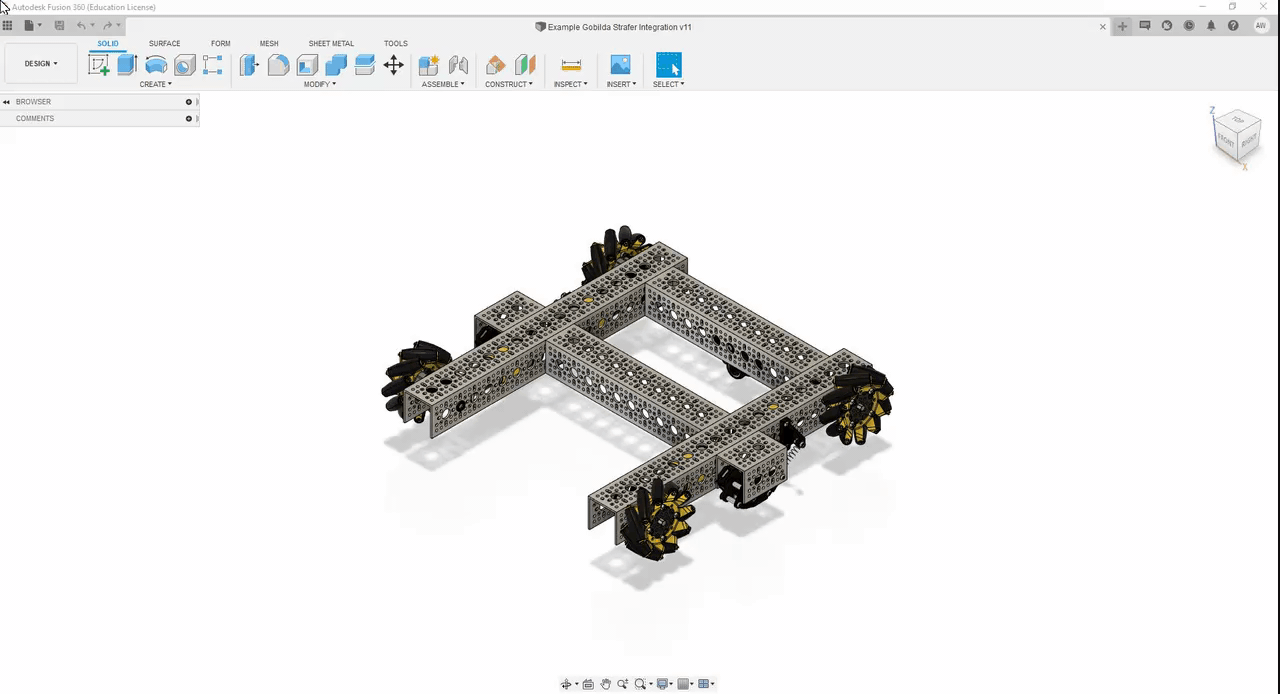 Autodesk Fusion 360 (Education License)
Example Gobilda Strafer Integration v11
AW
DESIGN
SOLID SURFACE FORM MESH SHEET METAL TOOLS
CREATE MODIFY ASSEMBLE CONSTRUCT INSPECT INSERT SELECT
BROWSER
COMMENTS
Z
TOP
FRONT RIGHT
X